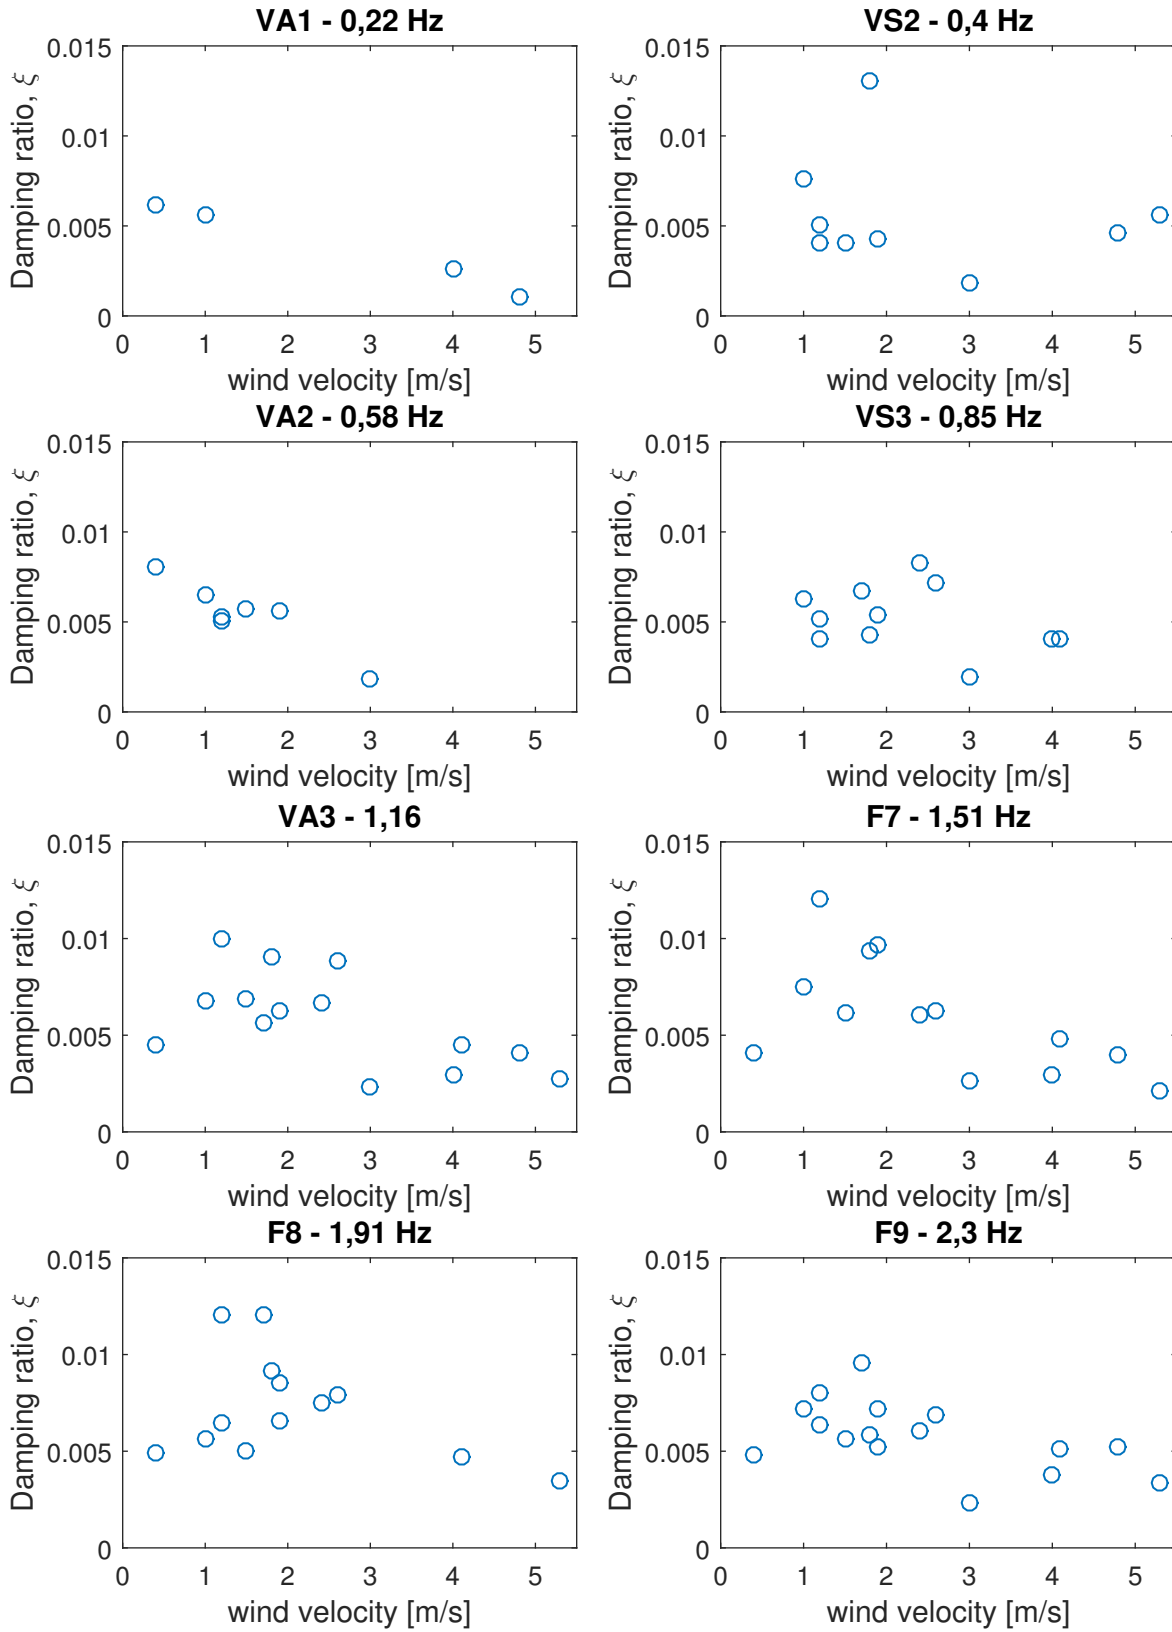 VA1 - 0,22 Hz
Damping ratio, ξ
0.015
0.01
0.005
0
0 1 2 3 4 5
wind velocity [m/s]
VS2 - 0,4 Hz
Damping ratio, ξ
0.015
0.01
0.005
0
0 1 2 3 4 5
wind velocity [m/s]
VA2 - 0,58 Hz
Damping ratio, ξ
0.015
0.01
0.005
0
0 1 2 3 4 5
wind velocity [m/s]
VS3 - 0,85 Hz
Damping ratio, ξ
0.015
0.01
0.005
0
0 1 2 3 4 5
wind velocity [m/s]
VA3 - 1,16
Damping ratio, ξ
0.015
0.01
0.005
0
0 1 2 3 4 5
wind velocity [m/s]
F7 - 1,51 Hz
Damping ratio, ξ
0.015
0.01
0.005
0
0 1 2 3 4 5
wind velocity [m/s]
F8 - 1,91 Hz
Damping ratio, ξ
0.015
0.01
0.005
0
0 1 2 3 4 5
wind velocity [m/s]
F9 - 2,3 Hz
Damping ratio, ξ
0.015
0.01
0.005
0
0 1 2 3 4 5
wind velocity [m/s]